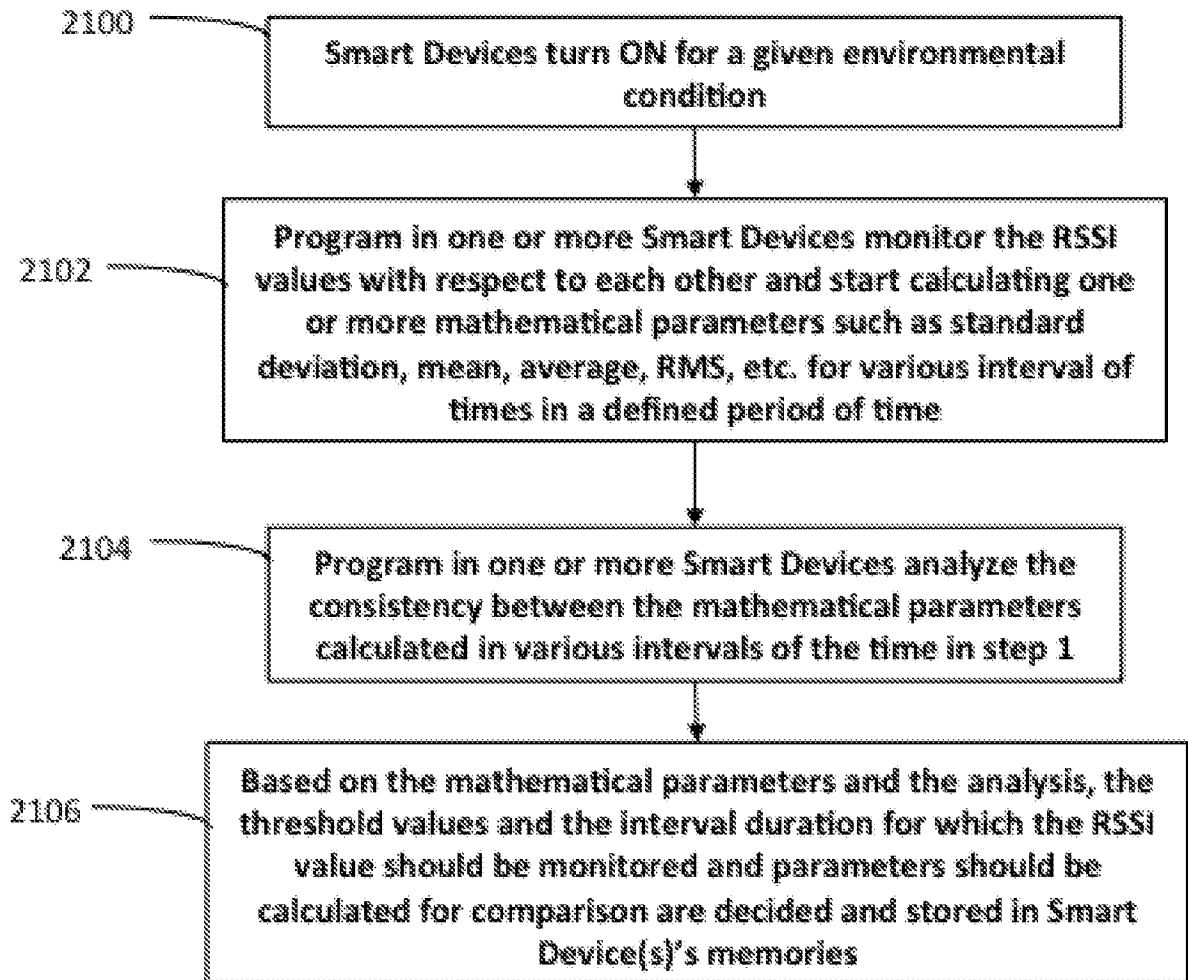 2100
Smart Devices turn ON for a given environmental
condition
2102
Program in one or more Smart Devices monitor the RSSI
values with respect to each other and start calculating one
or more mathematical parameters such as standard
deviation, mean, average, RMS, etc. for various interval of
times in a defined period of time
2104
Program in one or more Smart Devices analyze the
consistency between the mathematical parameters
calculated in various intervals of the time in step 1
2106
Based on the mathematical parameters and the analysis, the
threshold values and the interval duration for which the RSSI
value should be monitored and parameters should be
calculated for comparison are decided and stored in Smart
Device(s)'s memories